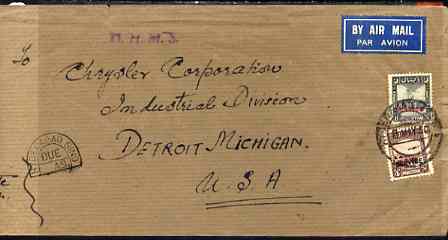 BY AIR MAIL
PAR AVION
To
Chrysler Corporation
Industrial Division
DETROIT MICHIGAN.
U.S.A
DUE